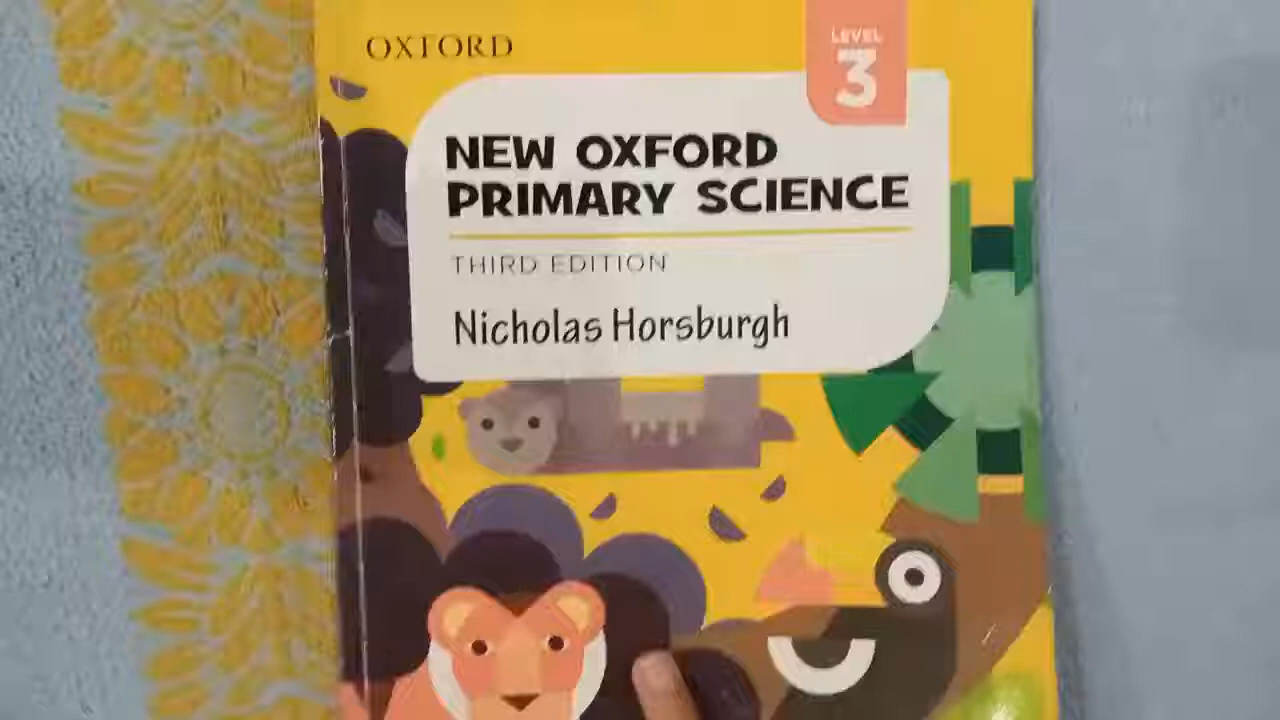 OXFORD
LEVEL
3
NEW OXFORD
PRIMARY SCIENCE
THIRD EDITION
Nicholas Horsburgh